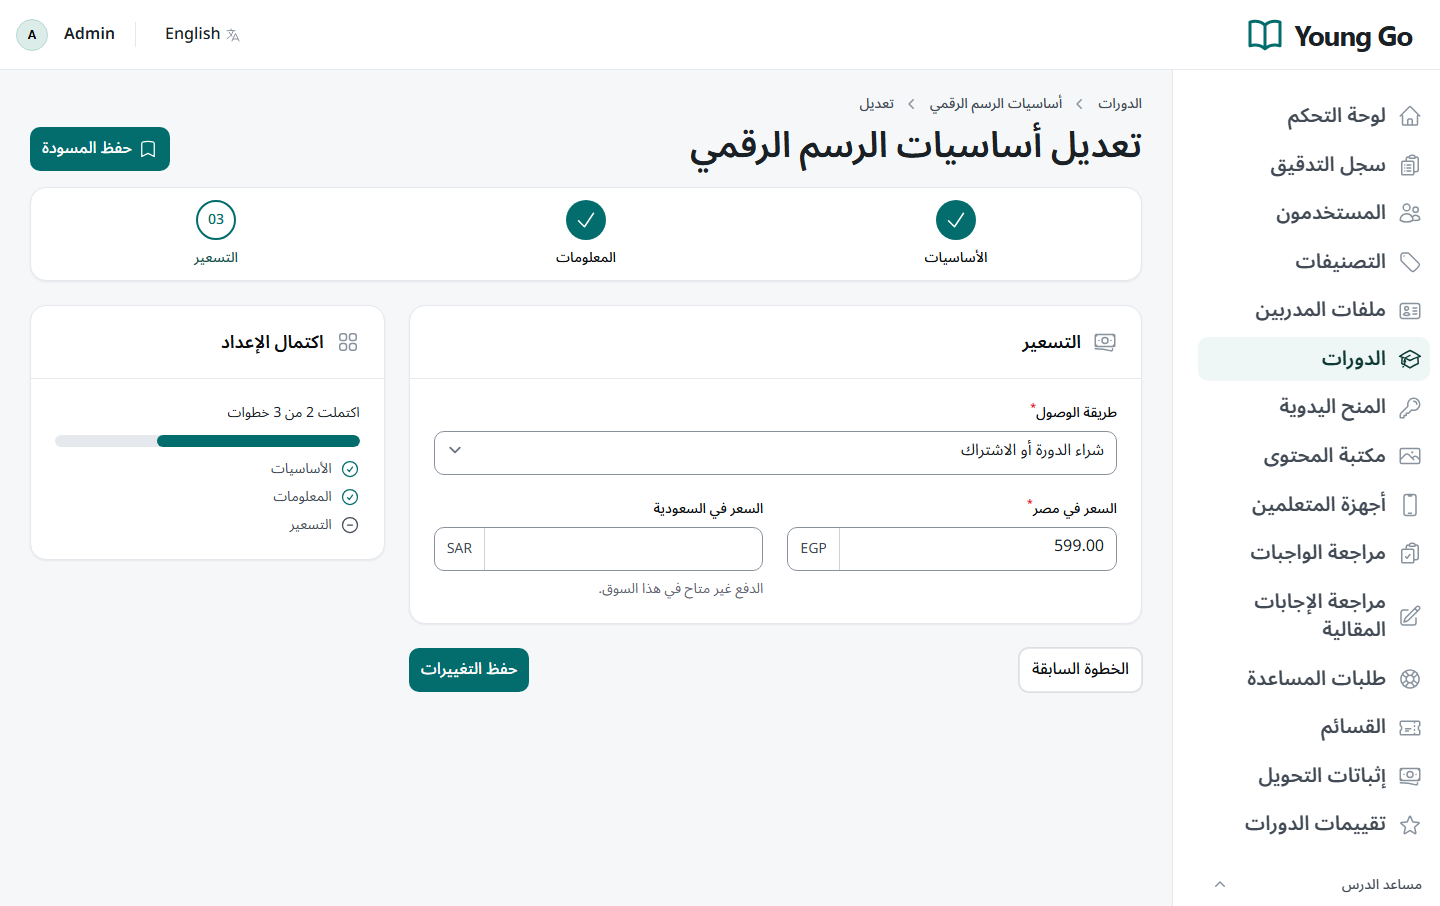 Young Go
English
Admin
A
لوحة التحكم
سجل التدقيق
المستخدمون
التصنيفات
ملفات المدربين
الدورات
المنح اليدوية
مكتبة المحتوى
أجهزة المتعلمين
مراجعة الواجبات
مراجعة الإجابات
المقالية
طلبات المساعدة
القسائم
إثباتات التحويل
تقييمات الدورات
مساعد الدرس
الدورات
أساسيات الرسم الرقمي
تعديل
تعديل أساسيات الرسم الرقمي
حفظ المسودة
الأساسيات
المعلومات
03
التسعير
التسعير
طريقة الوصول*
شراء الدورة أو الاشتراك
السعر في مصر*
599.00
EGP
السعر في السعودية
SAR
الدفع غير متاح في هذا السوق.
الخطوة السابقة
حفظ التغييرات
اكتمال الإعداد
اكتملت 2 من 3 خطوات
الأساسيات
المعلومات
التسعير